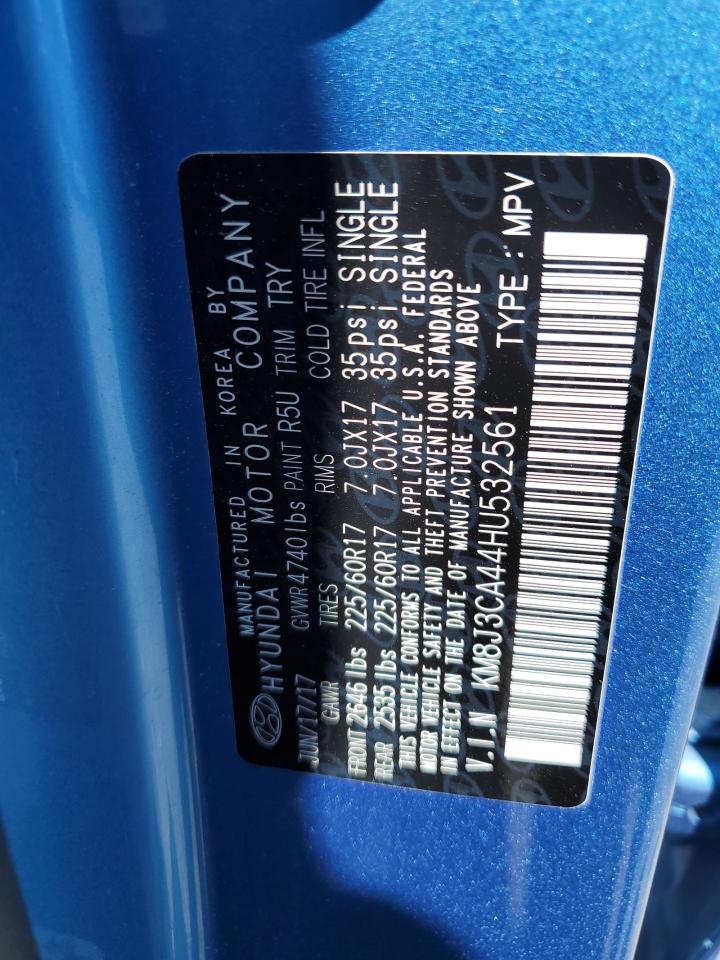 MANUFACTURED IN KOREA BY
HYUNDAI MOTOR COMPANY
JUN/17/17 GVWR 4740 lbs PAINT R5U TRIM TRY
GAWR TIRES RIMS COLD TIRE INFL
FRONT 2646 lbs 225/60R17 7.0JX17 35psi SINGLE
REAR 2535 lbs 225/60R17 7.0JX17 35psi SINGLE
THIS VEHICLE CONFORMS TO ALL APPLICABLE U.S.A. FEDERAL
MOTOR VEHICLE SAFETY AND THEFT PREVENTION STANDARDS
IN EFFECT ON THE DATE OF MANUFACTURE SHOWN ABOVE
V.I.N KM8J3CA444HU532561 TYPE : MPV